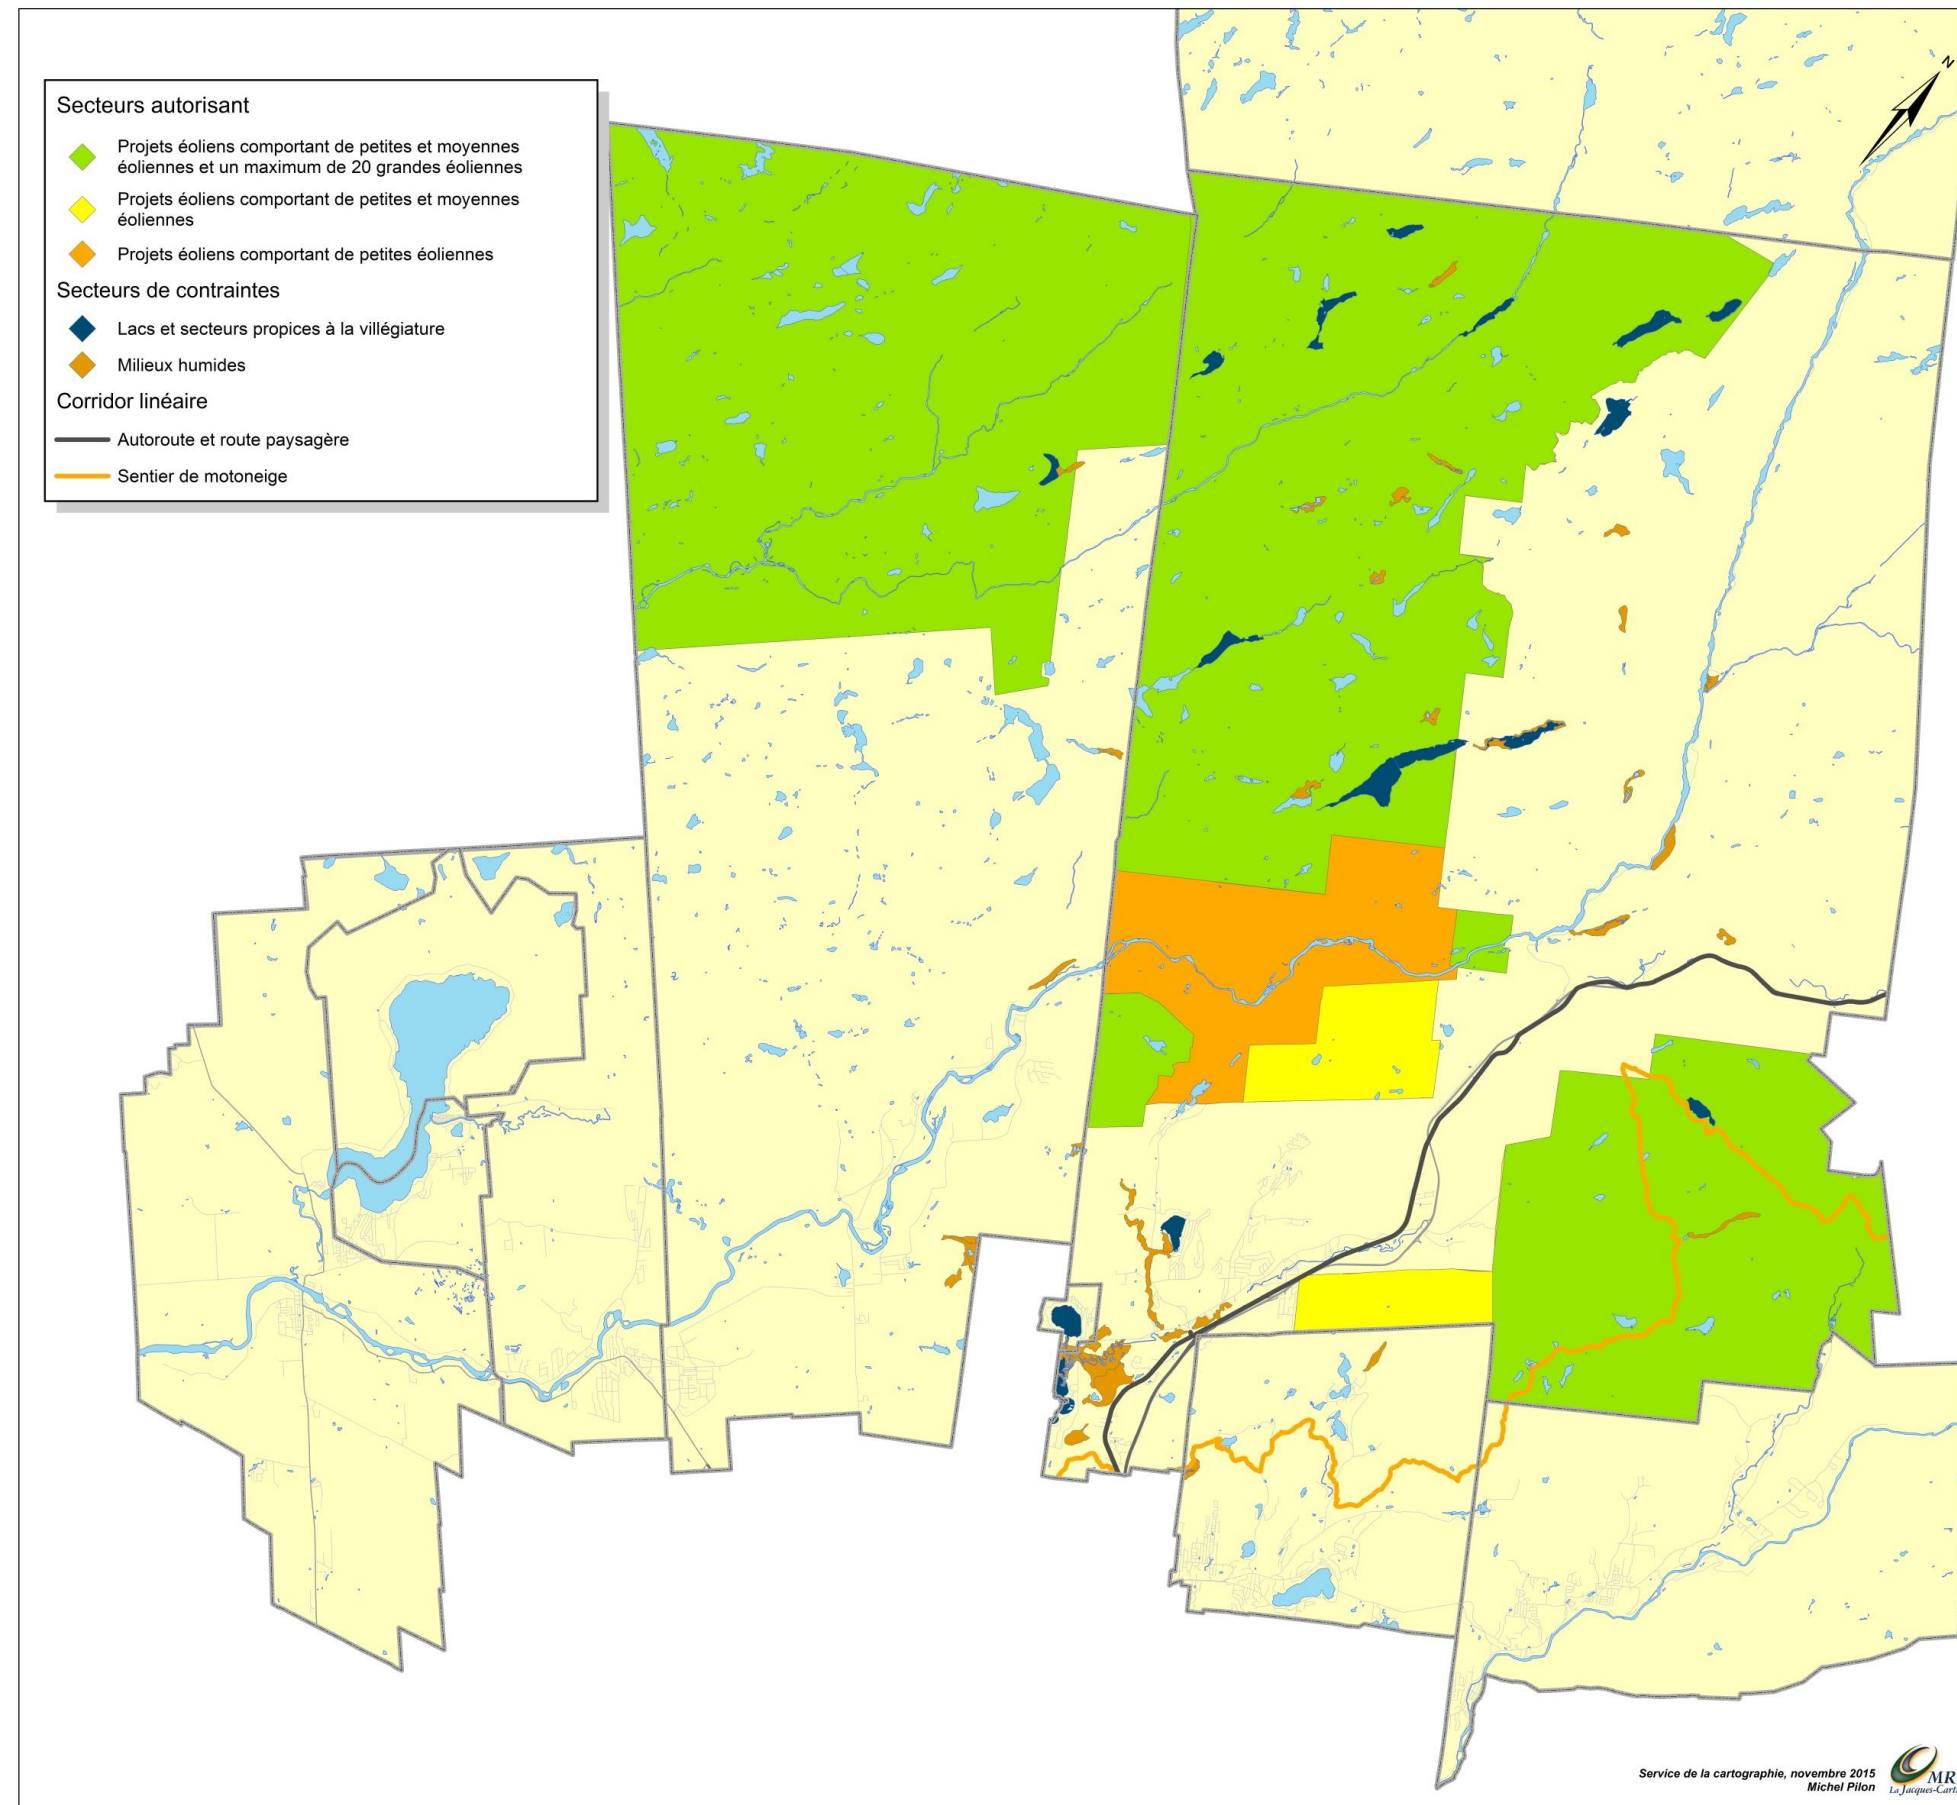 Secteurs autorisant
Projets éoliens comportant de petites et moyennes
éoliennes et un maximum de 20 grandes éoliennes
Projets éoliens comportant de petites et moyennes
éoliennes
Projets éoliens comportant de petites éoliennes
Secteurs de contraintes
Lacs et secteurs propices à la villégiature
Milieux humides
Corridor linéaire
Autoroute et route paysagère
Sentier de motoneige
N
Service de la cartographie, novembre 2015
Michel Pilon
MR
La Jacques-Cart